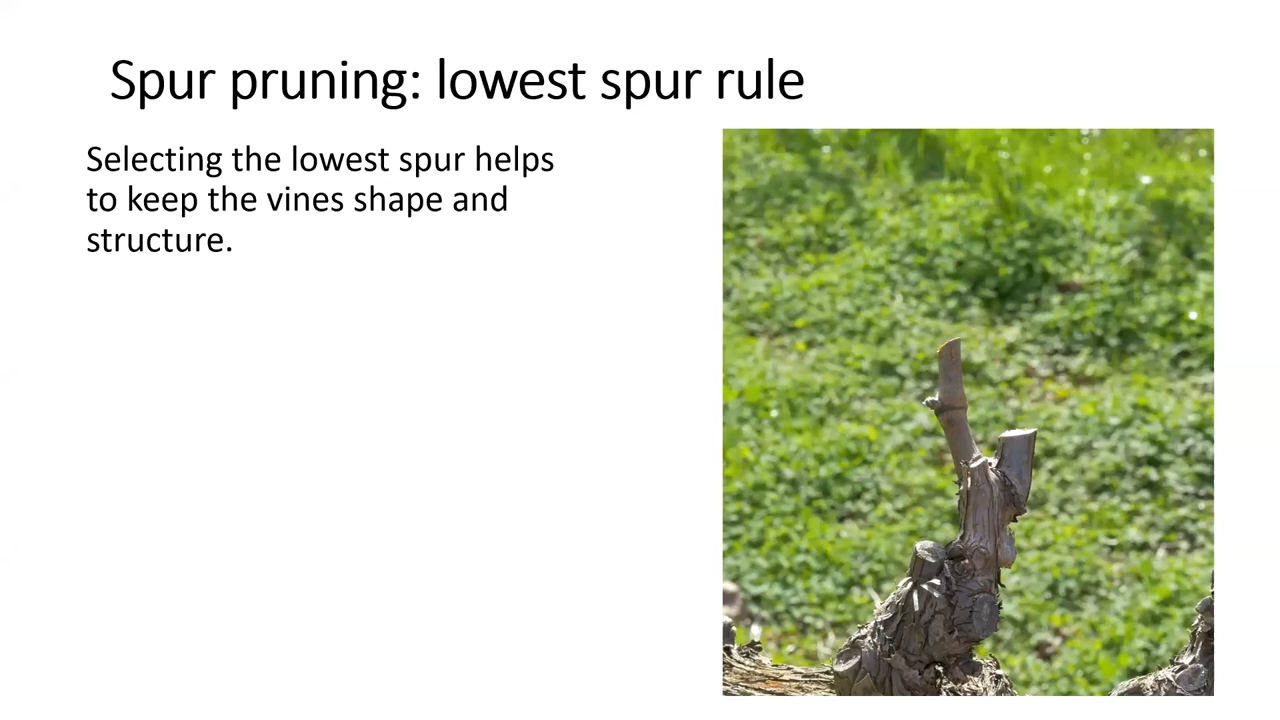 Spur pruning: lowest spur rule
Selecting the lowest spur helps
to keep the vines shape and
structure.